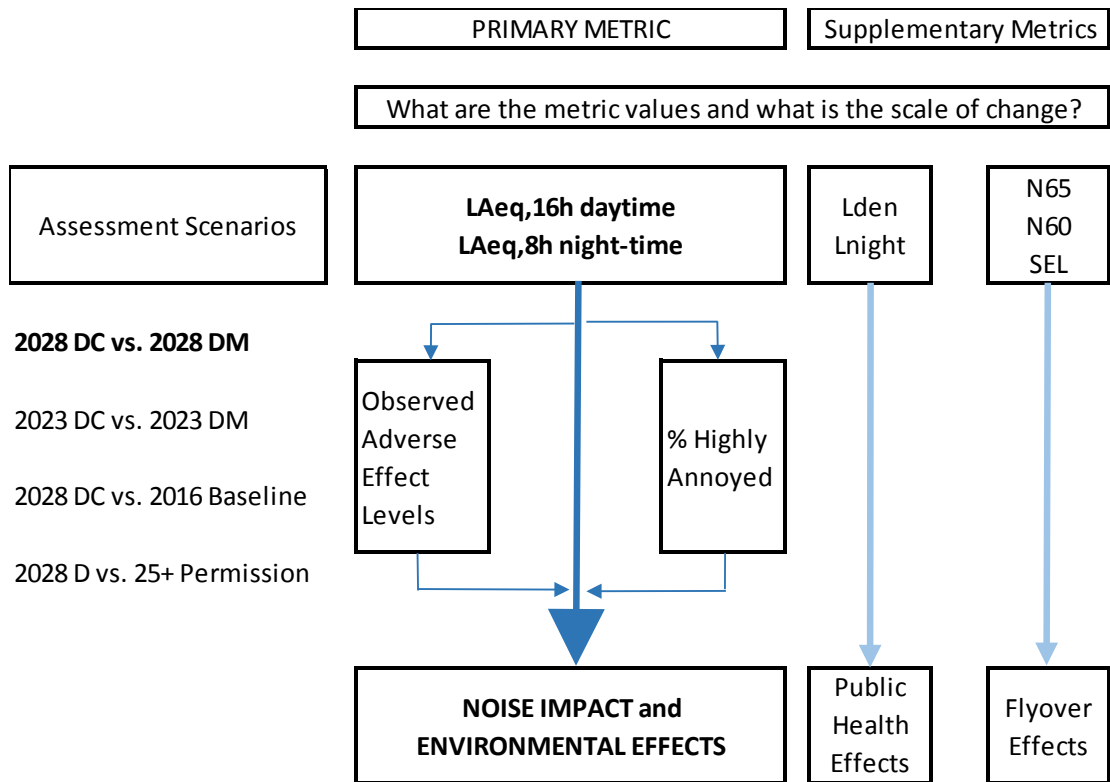 PRIMARY METRIC
Supplementary Metrics
What are the metric values and what is the scale of change?
Assessment Scenarios
LAeq,16h daytime
LAeq,8h night-time
Lden
Lnight
N65
N60
SEL
2028 DC vs. 2028 DM
2023 DC vs. 2023 DM
2028 DC vs. 2016 Baseline
2028 D vs. 25+ Permission
Observed
Adverse
Effect
Levels
% Highly
Annoyed
NOISE IMPACT and
ENVIRONMENTAL EFFECTS
Public
Health
Effects
Flyover
Effects